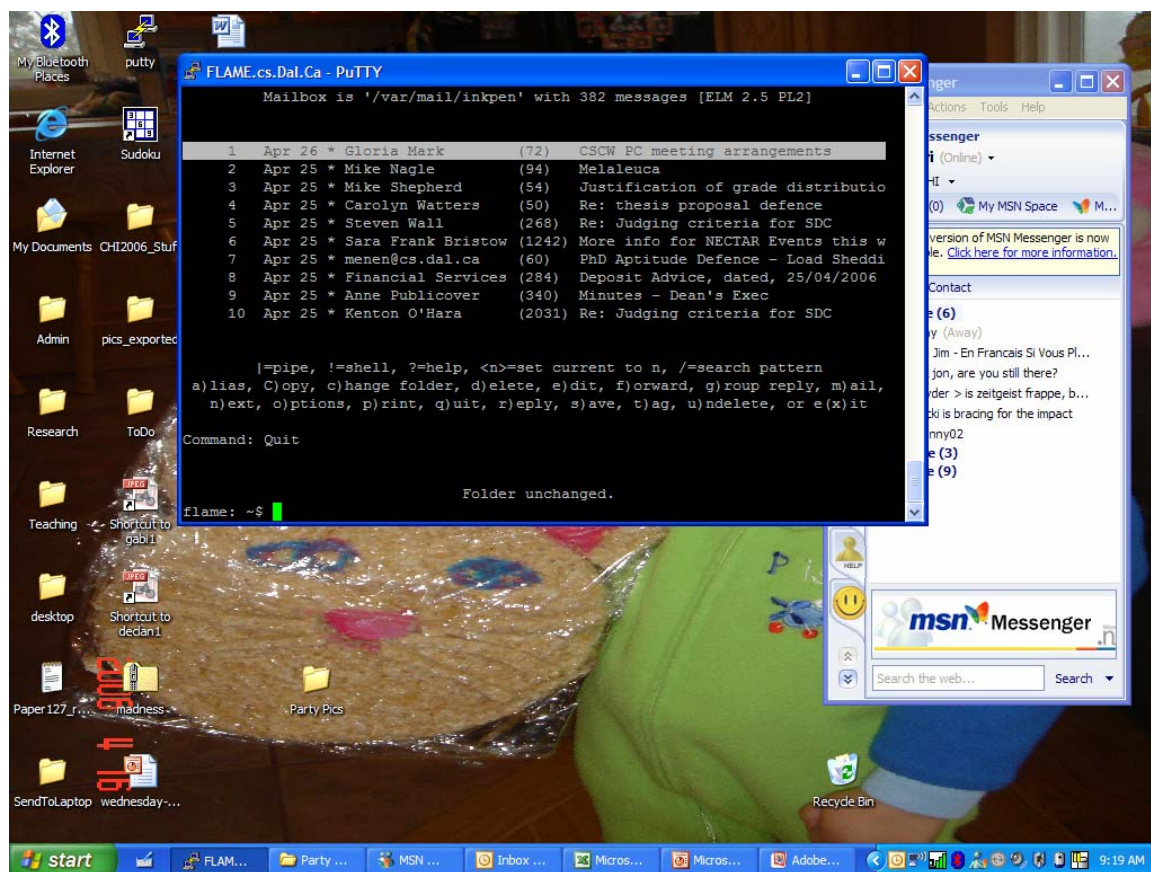 My Bluetooth
Places
putty
Internet
Explorer
Sudoku
My Documents
CHI2006_Stuf
Admin
pics_exported
Research
ToDo
Teaching
Shortcut to
gabi1
desktop
Shortcut to
declan1
Paper127_r...
madness
Party Pics
SendToLaptop
wednesday-...
Recycle Bin
FLAME.cs.Dal.Ca - PuTTY
Mailbox is '/var/mail/inkpen' with 382 messages [ELM 2.5 PL2]
1 Apr 26 * Gloria Mark (72) CSCW PC meeting arrangements
2 Apr 25 * Mike Nagle (94) Melaleuca
3 Apr 25 * Mike Shepherd (54) Justification of grade distributio
4 Apr 25 * Carolyn Watters (50) Re: thesis proposal defence
5 Apr 25 * Steven Wall (268) Re: Judging criteria for SDC
6 Apr 25 * Sara Frank Bristow (1242) More info for NECTAR Events this w
7 Apr 25 * menen@cs.dal.ca (60) PhD Aptitude Defence - Load Sheddi
8 Apr 25 * Financial Services (284) Deposit Advice, dated, 25/04/2006
9 Apr 25 * Anne Publicover (340) Minutes - Dean's Exec
10 Apr 25 * Kenton O'Hara (2031) Re: Judging criteria for SDC
|=pipe, !=shell, ?=help, <n>=set current to n, /=search pattern
a)lias, C)opy, c)hange folder, d)elete, e)dit, f)orward, g)roup reply, m)ail,
n)ext, o)ptions, p)rint, q)uit, r)eply, s)ave, t)ag, u)ndelete, or e(x)it
Command: Quit
Folder unchanged.
flame: ~$
nger
Actions Tools Help
ssenger
i (Online)
HI
(0) My MSN Space M...
version of MSN Messenger is now
le. Click here for more information.
Contact
e (6)
y (Away)
Jim - En Francais Si Vous Pl...
jon, are you still there?
der > is zeitgeist frappe, b...
ki is bracing for the impact
nny02
e (3)
e (9)
HELP
msn Messenger
.n
Search the web... Search
start
FLAM...
Party ...
MSN ...
Inbox ...
Micros...
Micros...
Adobe...
9:19 AM